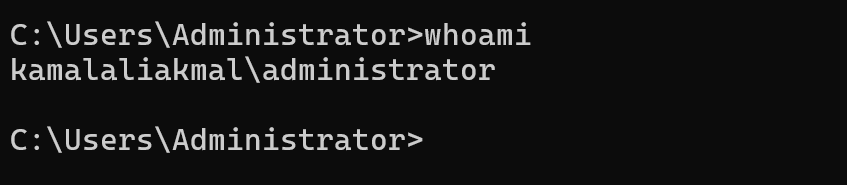 C:\Users\Administrator>whoami
kamalaliakmal\administrator
C:\Users\Administrator>